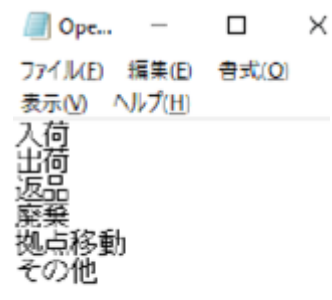 Ope...
ファイル(F) 編集(E) 書式(O)
表示(V) ヘルプ(H)
入荷
出荷
返品
廃棄
拠点移動
その他